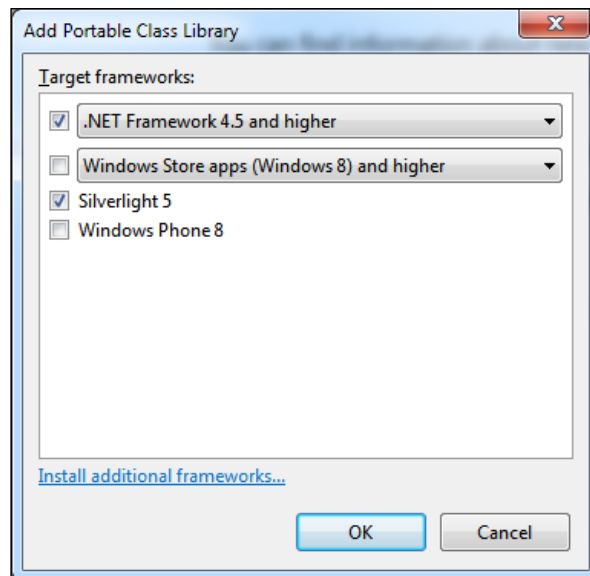 Add Portable Class Library
Target frameworks:
.NET Framework 4.5 and higher
Windows Store apps (Windows 8) and higher
Silverlight 5
Windows Phone 8
Install additional frameworks...
OK
Cancel